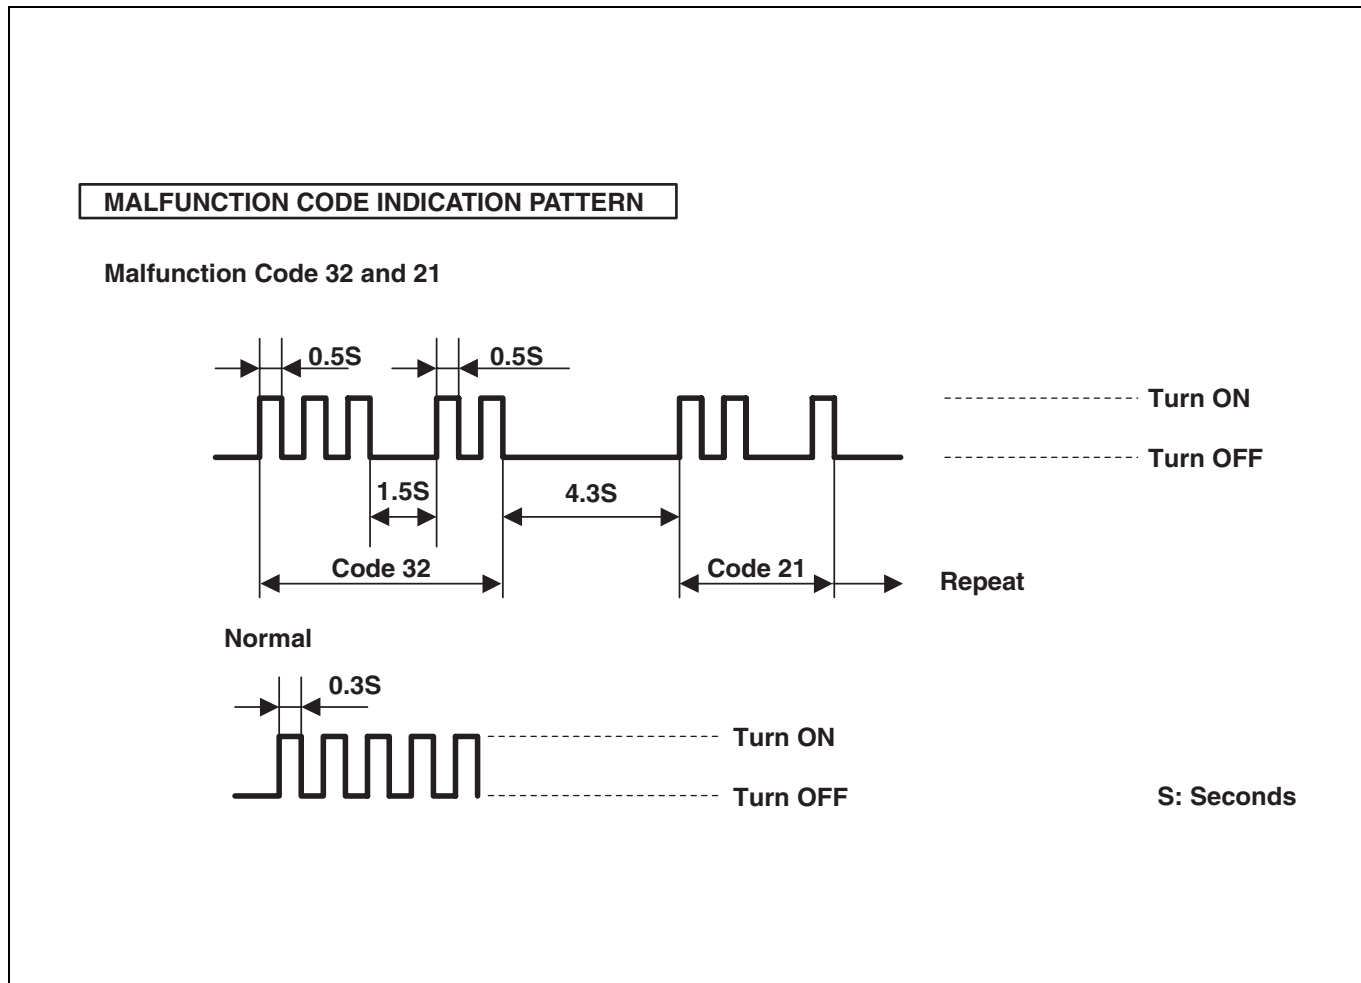 MALFUNCTION CODE INDICATION PATTERN
Malfunction Code 32 and 21
0.5S
0.5S
Turn ON
Turn OFF
1.5S
4.3S
Code 32
Code 21
Repeat
Normal
0.3S
Turn ON
Turn OFF
S: Seconds